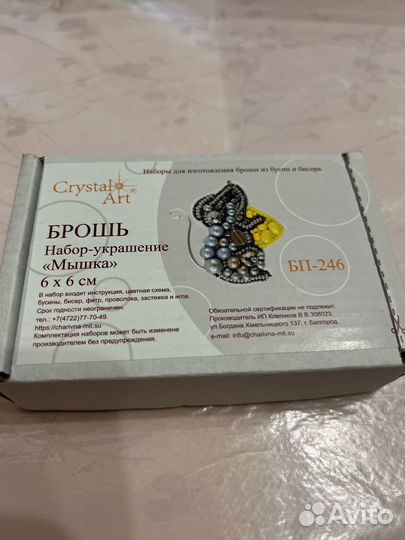 Наборы для изготовления броши из бусин и бисера
Crystal
Art ®
БРОШЬ
Набор-украшение
«Мышка»
6 х 6 см
БП-246
В набор входит инструкция, цветная схема,
бусины, бисер, фетр, проволока, застежка и игла.
Срок годности неограничен.
тел.: +7(4722)77-70-49.
https://charivna-mit.su
Комплектация наборов может быть изменена
производителем без предупреждения.
Обязательной сертификации не подлежит.
Производитель ИП Клепиков В.В.308023,
ул.Богдана Хмельницкого 137, г. Белгород.
e-mail: info@charivna-mit.su
Avito